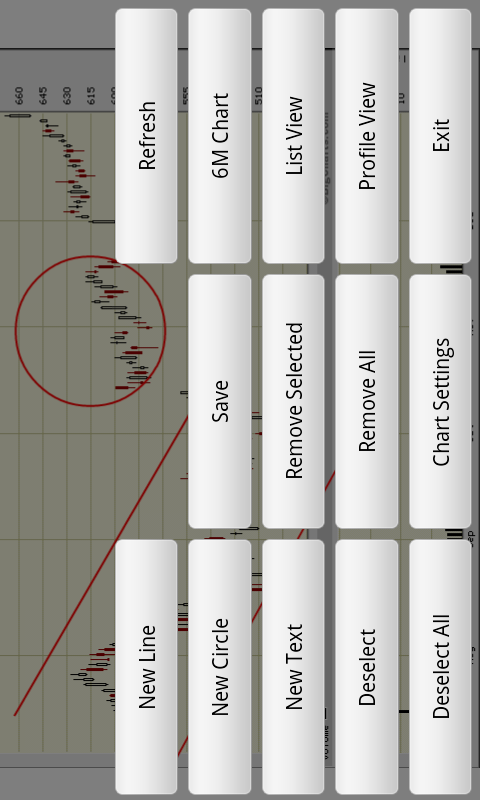 660
645
630
615
New Line
Refresh
New Circle
Save
6M Chart
510
New Text
Remove Selected
List View
Deselect
Remove All
Profile View
10
Deselect All
Chart Settings
Exit